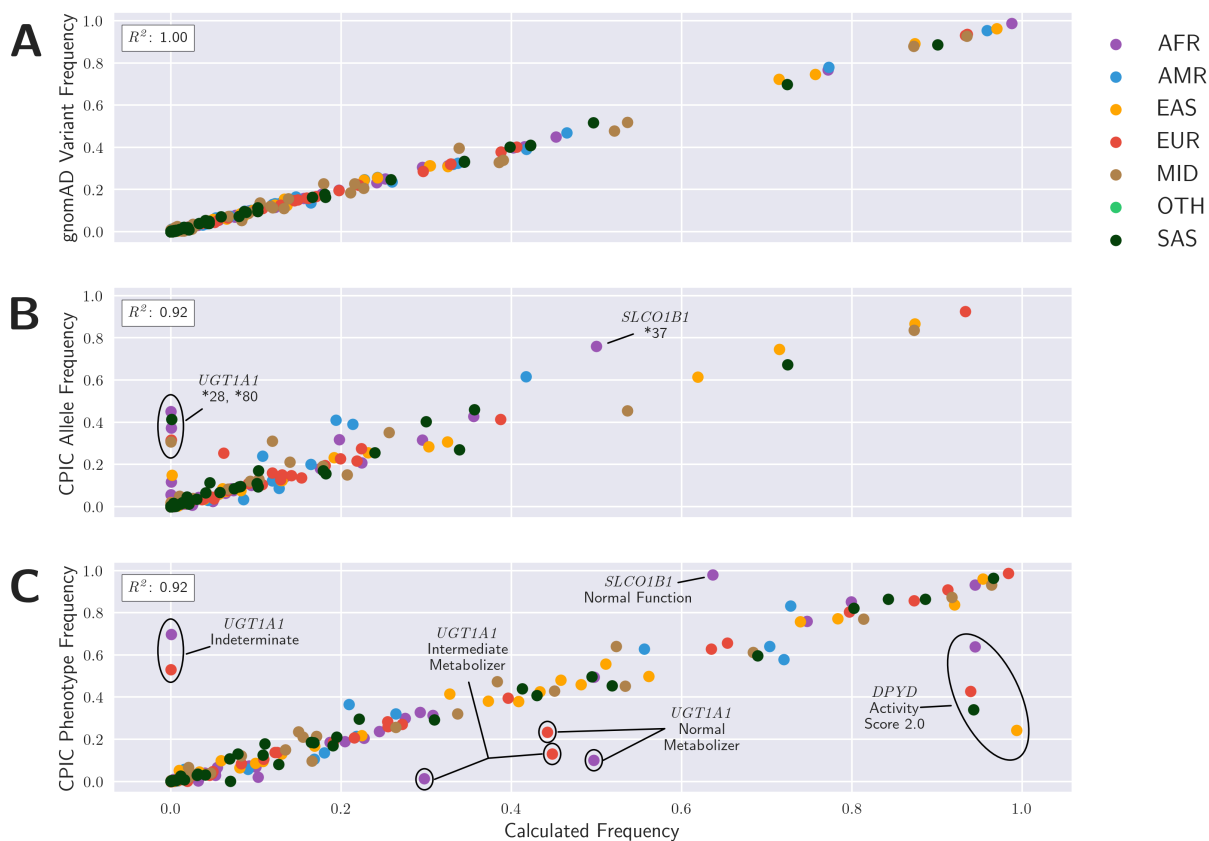 A
gnomAD Variant Frequency
1.0
0.8
0.6
0.4
0.2
0.0
R²: 1.00
AFR
AMR
EAS
EUR
MID
OTH
SAS
B
CPIC Allele Frequency
1.0
0.8
0.6
0.4
0.2
0.0
R²: 0.92
UGT1A1
*28, *80
SLCO1B1
*37
C
CPIC Phenotype Frequency
1.0
0.8
0.6
0.4
0.2
0.0
R²: 0.92
UGT1A1
Indeterminate
UGT1A1
Intermediate
Metabolizer
SLCO1B1
Normal Function
UGT1A1
Normal
Metabolizer
DPYD
Activity
Score 2.0
0.0 0.2 0.4 0.6 0.8 1.0
Calculated Frequency